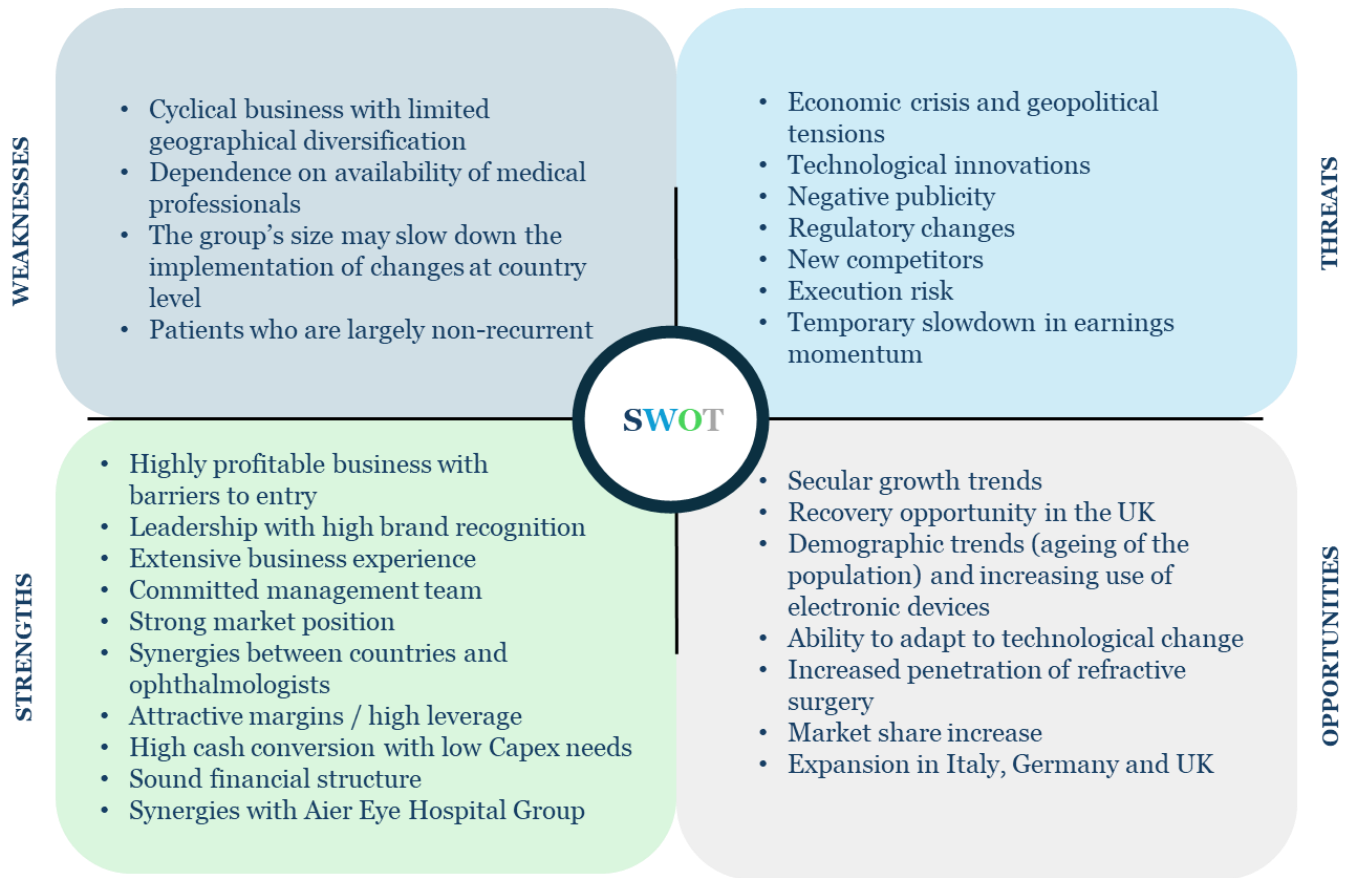 WEAKNESSES
• Cyclical business with limited
geographical diversification
• Dependence on availability of medical
professionals
• The group’s size may slow down the
implementation of changes at country
level
• Patients who are largely non-recurrent
THREATS
• Economic crisis and geopolitical
tensions
• Technological innovations
• Negative publicity
• Regulatory changes
• New competitors
• Execution risk
• Temporary slowdown in earnings
momentum
SWOT
STRENGTHS
• Highly profitable business with
barriers to entry
• Leadership with high brand recognition
• Extensive business experience
• Committed management team
• Strong market position
• Synergies between countries and
ophthalmologists
• Attractive margins / high leverage
• High cash conversion with low Capex needs
• Sound financial structure
• Synergies with Aier Eye Hospital Group
OPPORTUNITIES
• Secular growth trends
• Recovery opportunity in the UK
• Demographic trends (ageing of the
population) and increasing use of
electronic devices
• Ability to adapt to technological change
• Increased penetration of refractive
surgery
• Market share increase
• Expansion in Italy, Germany and UK